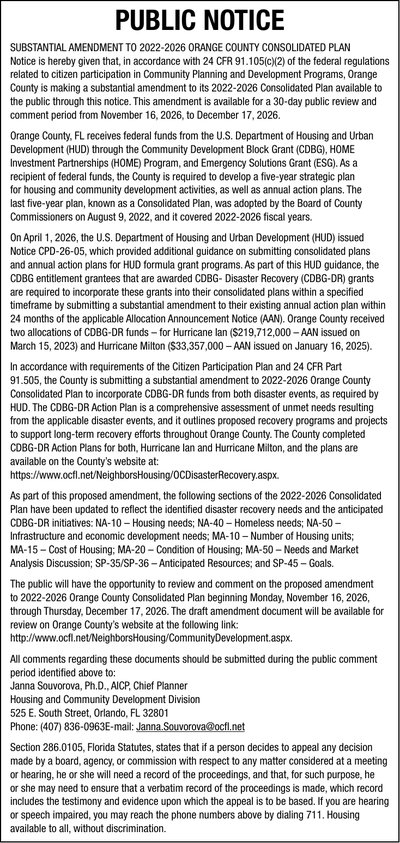 PUBLIC NOTICE
SUBSTANTIAL AMENDMENT TO 2022-2026 ORANGE COUNTY CONSOLIDATED PLAN
Notice is hereby given that, in accordance with 24 CFR 91.105(c)(2) of the federal regulations
related to citizen participation in Community Planning and Development Programs, Orange
County is making a substantial amendment to its 2022-2026 Consolidated Plan available to
the public through this notice. This amendment is available for a 30-day public review and
comment period from November 16, 2026, to December 17, 2026.
Orange County, FL receives federal funds from the U.S. Department of Housing and Urban
Development (HUD) through the Community Development Block Grant (CDBG), HOME
Investment Partnerships (HOME) Program, and Emergency Solutions Grant (ESG). As a
recipient of federal funds, the County is required to develop a five-year strategic plan
for housing and community development activities, as well as annual action plans. The
last five-year plan, known as a Consolidated Plan, was adopted by the Board of County
Commissioners on August 9, 2022, and it covered 2022-2026 fiscal years.
On April 1, 2026, the U.S. Department of Housing and Urban Development (HUD) issued
Notice CPD-26-05, which provided additional guidance on submitting consolidated plans
and annual action plans for HUD formula grant programs. As part of this HUD guidance, the
CDBG entitlement grantees that are awarded CDBG- Disaster Recovery (CDBG-DR) grants
are required to incorporate these grants into their consolidated plans within a specified
timeframe by submitting a substantial amendment to their existing annual action plan within
24 months of the applicable Allocation Announcement Notice (AAN). Orange County received
two allocations of CDBG-DR funds – for Hurricane Ian ($219,712,000 – AAN issued on
March 15, 2023) and Hurricane Milton ($33,357,000 – AAN issued on January 16, 2025).
In accordance with requirements of the Citizen Participation Plan and 24 CFR Part
91.505, the County is submitting a substantial amendment to 2022-2026 Orange County
Consolidated Plan to incorporate CDBG-DR funds from both disaster events, as required by
HUD. The CDBG-DR Action Plan is a comprehensive assessment of unmet needs resulting
from the applicable disaster events, and it outlines proposed recovery programs and projects
to support long-term recovery efforts throughout Orange County. The County completed
CDBG-DR Action Plans for both, Hurricane Ian and Hurricane Milton, and the plans are
available on the County's website at:
https://www.ocfl.net/NeighborsHousing/OCDisasterRecovery.aspx.
As part of this proposed amendment, the following sections of the 2022-2026 Consolidated
Plan have been updated to reflect the identified disaster recovery needs and the anticipated
CDBG-DR initiatives: NA-10 – Housing needs; NA-40 – Homeless needs; NA-50 –
Infrastructure and economic development needs; MA-10 – Number of Housing units;
MA-15 – Cost of Housing; MA-20 – Condition of Housing; MA-50 – Needs and Market
Analysis Discussion; SP-35/SP-36 – Anticipated Resources; and SP-45 – Goals.
The public will have the opportunity to review and comment on the proposed amendment
to 2022-2026 Orange County Consolidated Plan beginning Monday, November 16, 2026,
through Thursday, December 17, 2026. The draft amendment document will be available for
review on Orange County's website at the following link:
http://www.ocfl.net/NeighborsHousing/CommunityDevelopment.aspx.
All comments regarding these documents should be submitted during the public comment
period identified above to:
Janna Souvorova, Ph.D., AICP, Chief Planner
Housing and Community Development Division
525 E. South Street, Orlando, FL 32801
Phone: (407) 836-0963E-mail: Janna.Souvorova@ocfl.net
Section 286.0105, Florida Statutes, states that if a person decides to appeal any decision
made by a board, agency, or commission with respect to any matter considered at a meeting
or hearing, he or she will need a record of the proceedings, and that, for such purpose, he
or she may need to ensure that a verbatim record of the proceedings is made, which record
includes the testimony and evidence upon which the appeal is to be based. If you are hearing
or speech impaired, you may reach the phone numbers above by dialing 711. Housing
available to all, without discrimination.